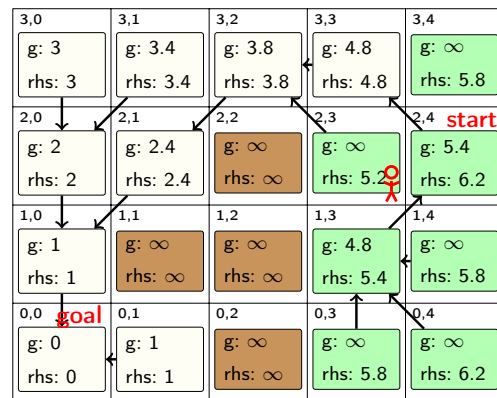 3,0 3,1 3,2 3,3 3,4
g: 3 g: 3.4 g: 3.8 g: 4.8 g: ∞
rhs: 3 rhs: 3.4 rhs: 3.8 rhs: 4.8 rhs: 5.8
2,0 2,1 2,2 2,3 2,4 start
g: 2 g: 2.4 g: ∞ g: ∞ g: 5.4
rhs: 2 rhs: 2.4 rhs: ∞ rhs: 5.2 rhs: 6.2
1,0 1,1 1,2 1,3 1,4
g: 1 g: ∞ g: ∞ g: 4.8 g: ∞
rhs: 1 rhs: ∞ rhs: ∞ rhs: 5.4 rhs: 5.8
0,0 goal 0,1 0,2 0,3 0,4
g: 0 g: 1 g: ∞ g: ∞ g: ∞
rhs: 0 rhs: 1 rhs: ∞ rhs: 5.8 rhs: 6.2